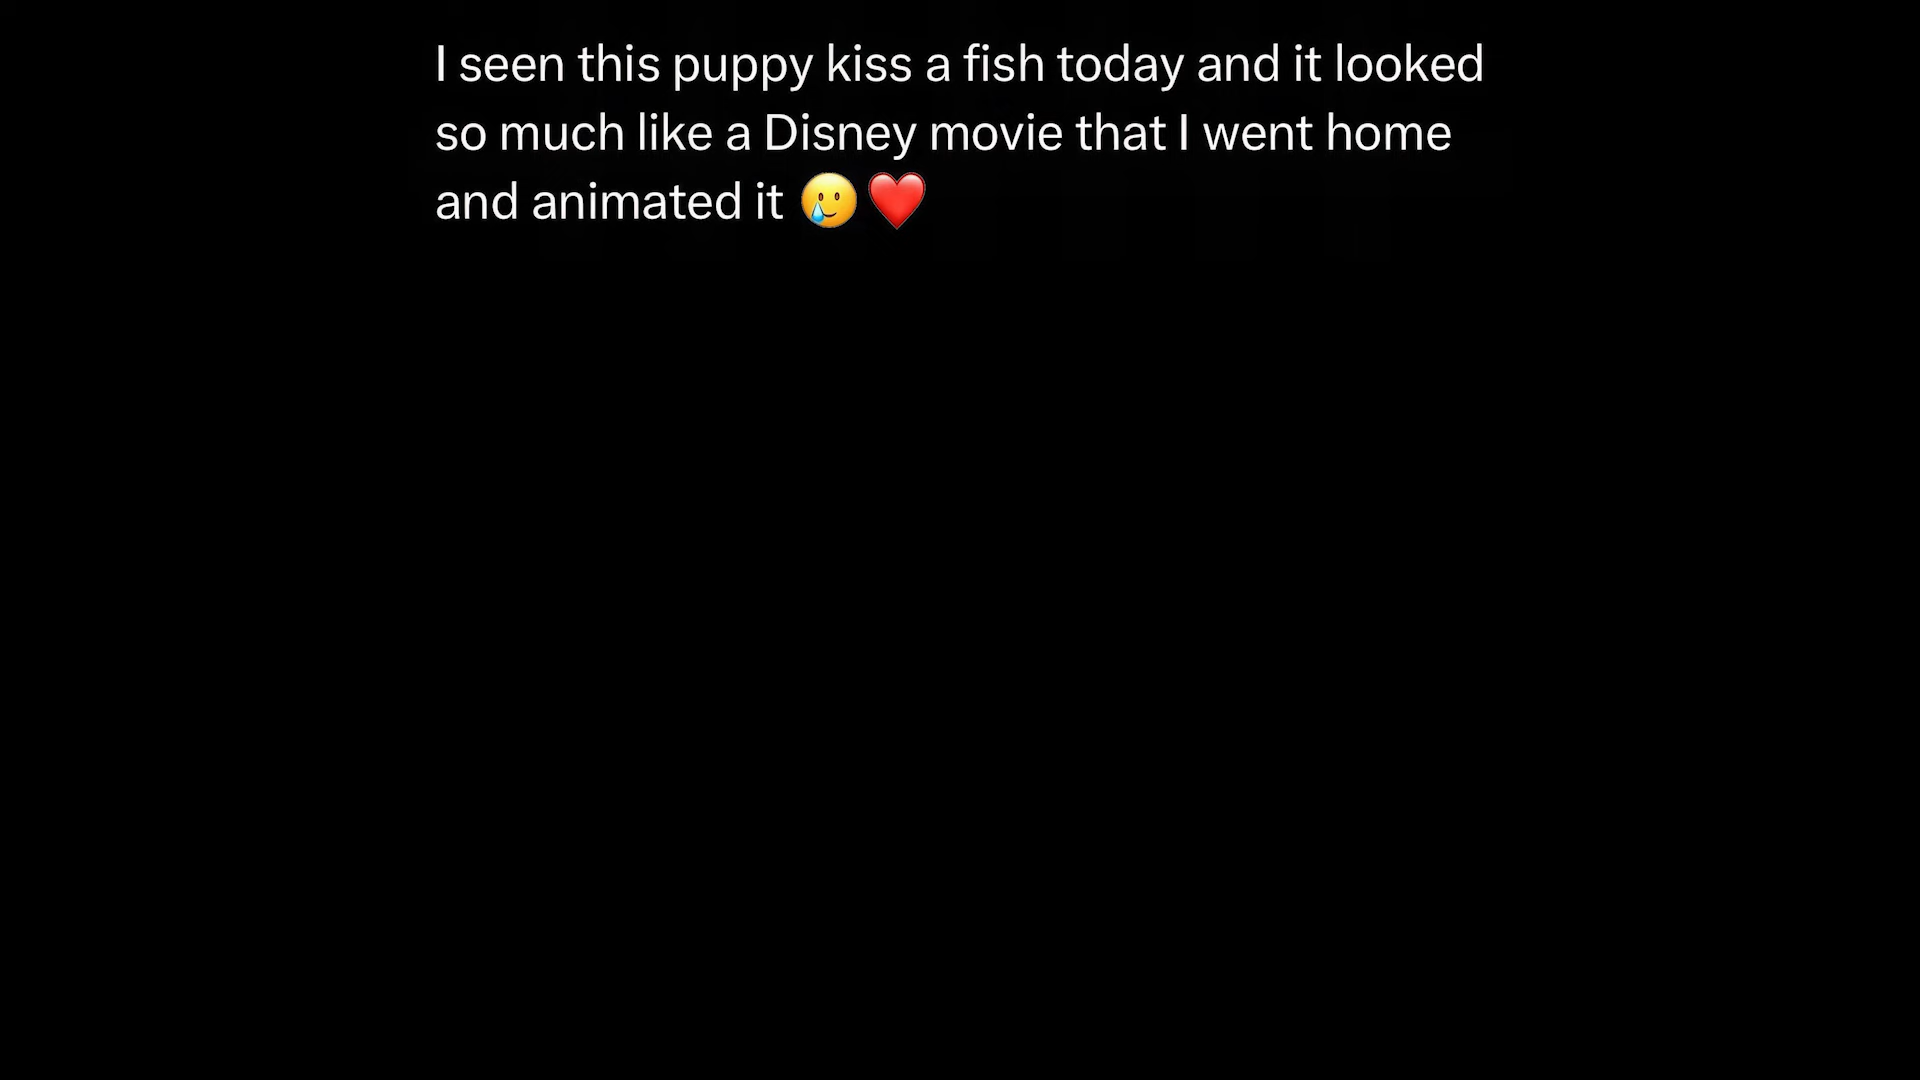 I seen this puppy kiss a fish today and it looked
so much like a Disney movie that I went home
and animated it 🥲❤️